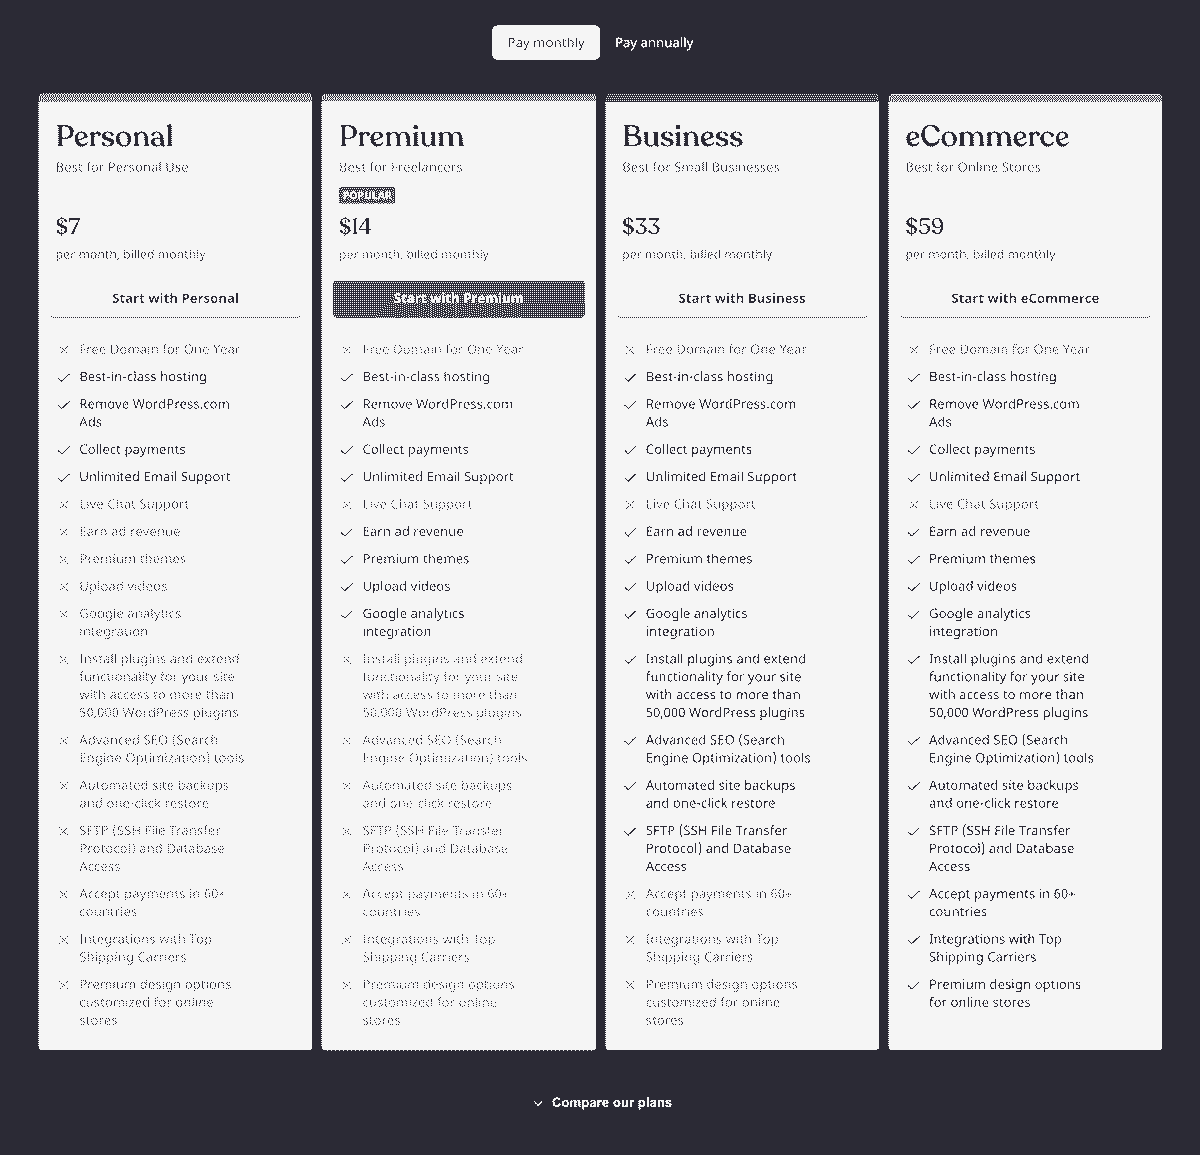 Pay monthly
Pay annually
Personal
Best for Personal Use
$7
per month, billed monthly
Start with Personal
Free Domain for One Year
Best-in-class hosting
Remove WordPress.com
Ads
Collect payments
Unlimited Email Support
Live Chat Support
Earn ad revenue
Premium themes
Upload videos
Google analytics
integration
Install plugins and extend
functionality for your site
with access to more than
50,000 WordPress plugins
Advanced SEO (Search
Engine Optimization) tools
Automated site backups
and one-click restore
SFTP (SSH File Transfer
Protocol) and Database
Access
Accept payments in 60+
countries
Integrations with Top
Shipping Carriers
Premium design options
customized for online
stores
Premium
Best for Freelancers
POPULAR
$14
per month, billed monthly
Start with Premium
Free Domain for One Year
Best-in-class hosting
Remove WordPress.com
Ads
Collect payments
Unlimited Email Support
Live Chat Support
Earn ad revenue
Premium themes
Upload videos
Google analytics
integration
Install plugins and extend
functionality for your site
with access to more than
50,000 WordPress plugins
Advanced SEO (Search
Engine Optimization) tools
Automated site backups
and one-click restore
SFTP (SSH File Transfer
Protocol) and Database
Access
Accept payments in 60+
countries
Integrations with Top
Shipping Carriers
Premium design options
customized for online
stores
Business
Best for Small Businesses
$33
per month, billed monthly
Start with Business
Free Domain for One Year
Best-in-class hosting
Remove WordPress.com
Ads
Collect payments
Unlimited Email Support
Live Chat Support
Earn ad revenue
Premium themes
Upload videos
Google analytics
integration
Install plugins and extend
functionality for your site
with access to more than
50,000 WordPress plugins
Advanced SEO (Search
Engine Optimization) tools
Automated site backups
and one-click restore
SFTP (SSH File Transfer
Protocol) and Database
Access
Accept payments in 60+
countries
Integrations with Top
Shipping Carriers
Premium design options
customized for online
stores
eCommerce
Best for Online Stores
$59
per month, billed monthly
Start with eCommerce
Free Domain for One Year
Best-in-class hosting
Remove WordPress.com
Ads
Collect payments
Unlimited Email Support
Live Chat Support
Earn ad revenue
Premium themes
Upload videos
Google analytics
integration
Install plugins and extend
functionality for your site
with access to more than
50,000 WordPress plugins
Advanced SEO (Search
Engine Optimization) tools
Automated site backups
and one-click restore
SFTP (SSH File Transfer
Protocol) and Database
Access
Accept payments in 60+
countries
Integrations with Top
Shipping Carriers
Premium design options
for online stores
Compare our plans